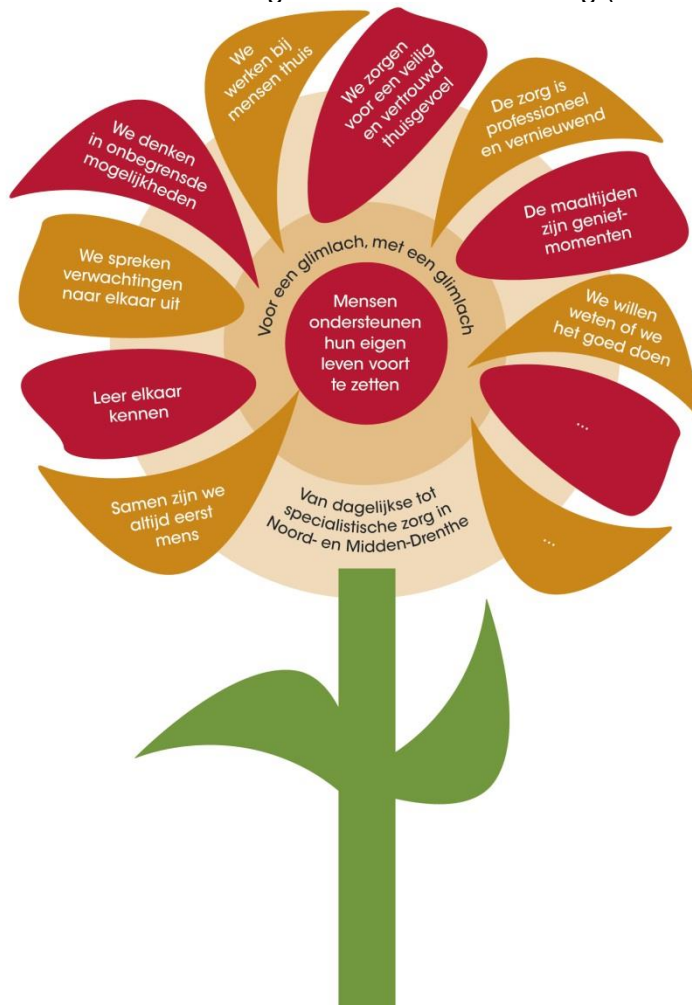 We
werken bij
mensen thuis
We zorgen
voor een veilig
en vertrouwd
thuisgevoel
De zorg is
professioneel
en vernieuwend
We denken
in onbegrensde
mogelijkheden
De maaltijden
zijn geniet-
momenten
We spreken
verwachtingen
naar elkaar uit
Voor een glimlach, met een glimlach
We willen
weten of we
het goed doen
Mensen
ondersteunen
hun eigen
leven voort
te zetten
Leer elkaar
kennen
...
Samen zijn we
altijd eerst
mens
Van dagelijkse tot
specialistische zorg in
Noord- en Midden-Drenthe
...